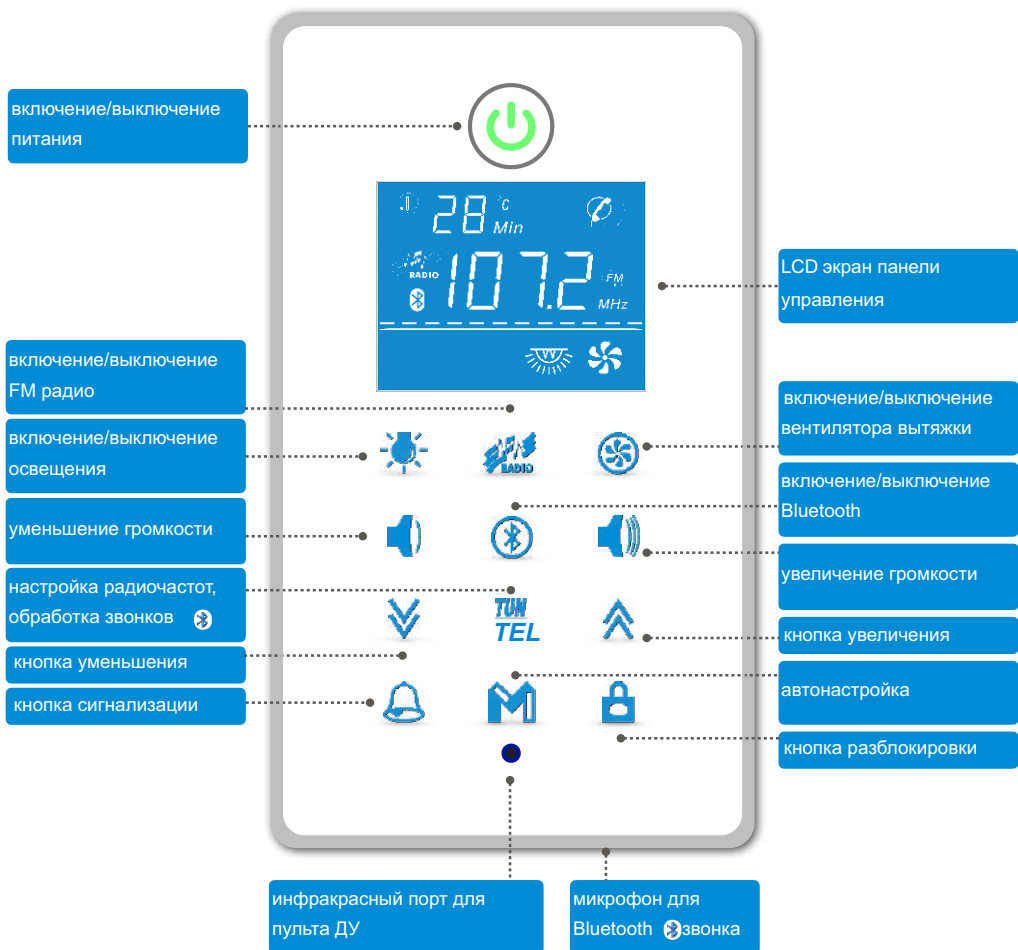 включение/выключение
питания
28 °C
Min
RADIO
107.2 FM
MHz
LCD экран панели
управления
включение/выключение
FM радио
включение/выключение
освещения
уменьшение громкости
настройка радиочастот,
обработка звонков
кнопка уменьшения
кнопка сигнализации
RADIO
TUN
TEL
M
включение/выключение
вентилятора вытяжки
включение/выключение
Bluetooth
увеличение громкости
кнопка увеличения
автонастройка
кнопка разблокировки
инфракрасный порт для
пульта ДУ
микрофон для
Bluetooth звонка